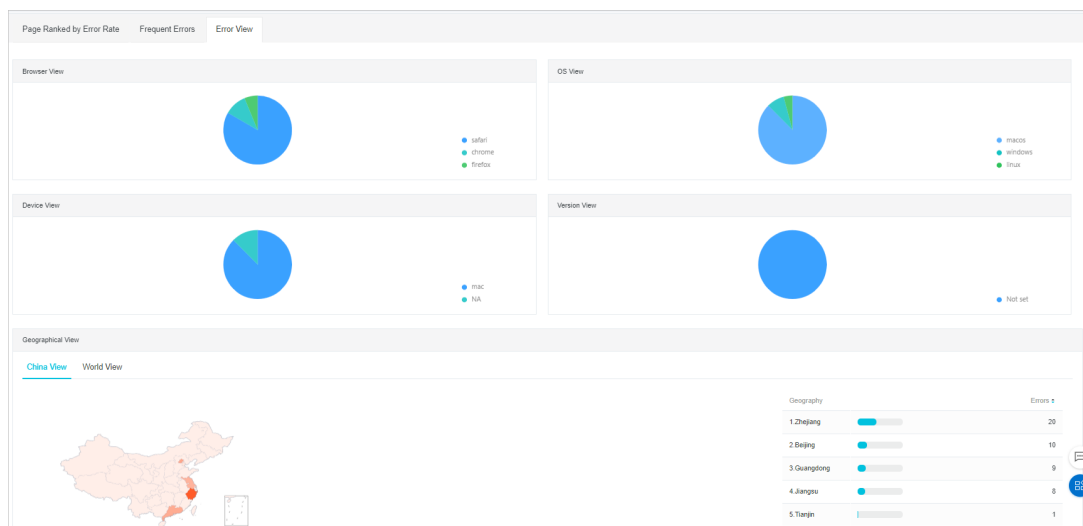 Page Ranked by Error Rate Frequent Errors Error View
Browser View
safari
chrome
firefox
OS View
macos
windows
linux
Device View
mac
NA
Version View
Not set
Geographical View
China View World View
Geography Errors
1.Zhejiang 20
2.Beijing 10
3.Guangdong 9
4.Jiangsu 8
5.Tianjin 1